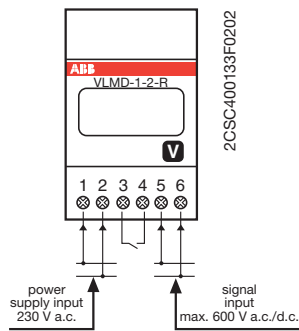 ABB
VLMD-1-2-R
V
1 2 3 4 5 6
power
supply input
230 V a.c.
signal
input
max. 600 V a.c./d.c.
2CSC400133F0202